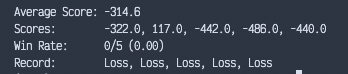 Average Score: -314.6
Scores: -322.0, 117.0, -442.0, -486.0, -440.0
Win Rate: 0/5 (0.00)
Record: Loss, Loss, Loss, Loss, Loss